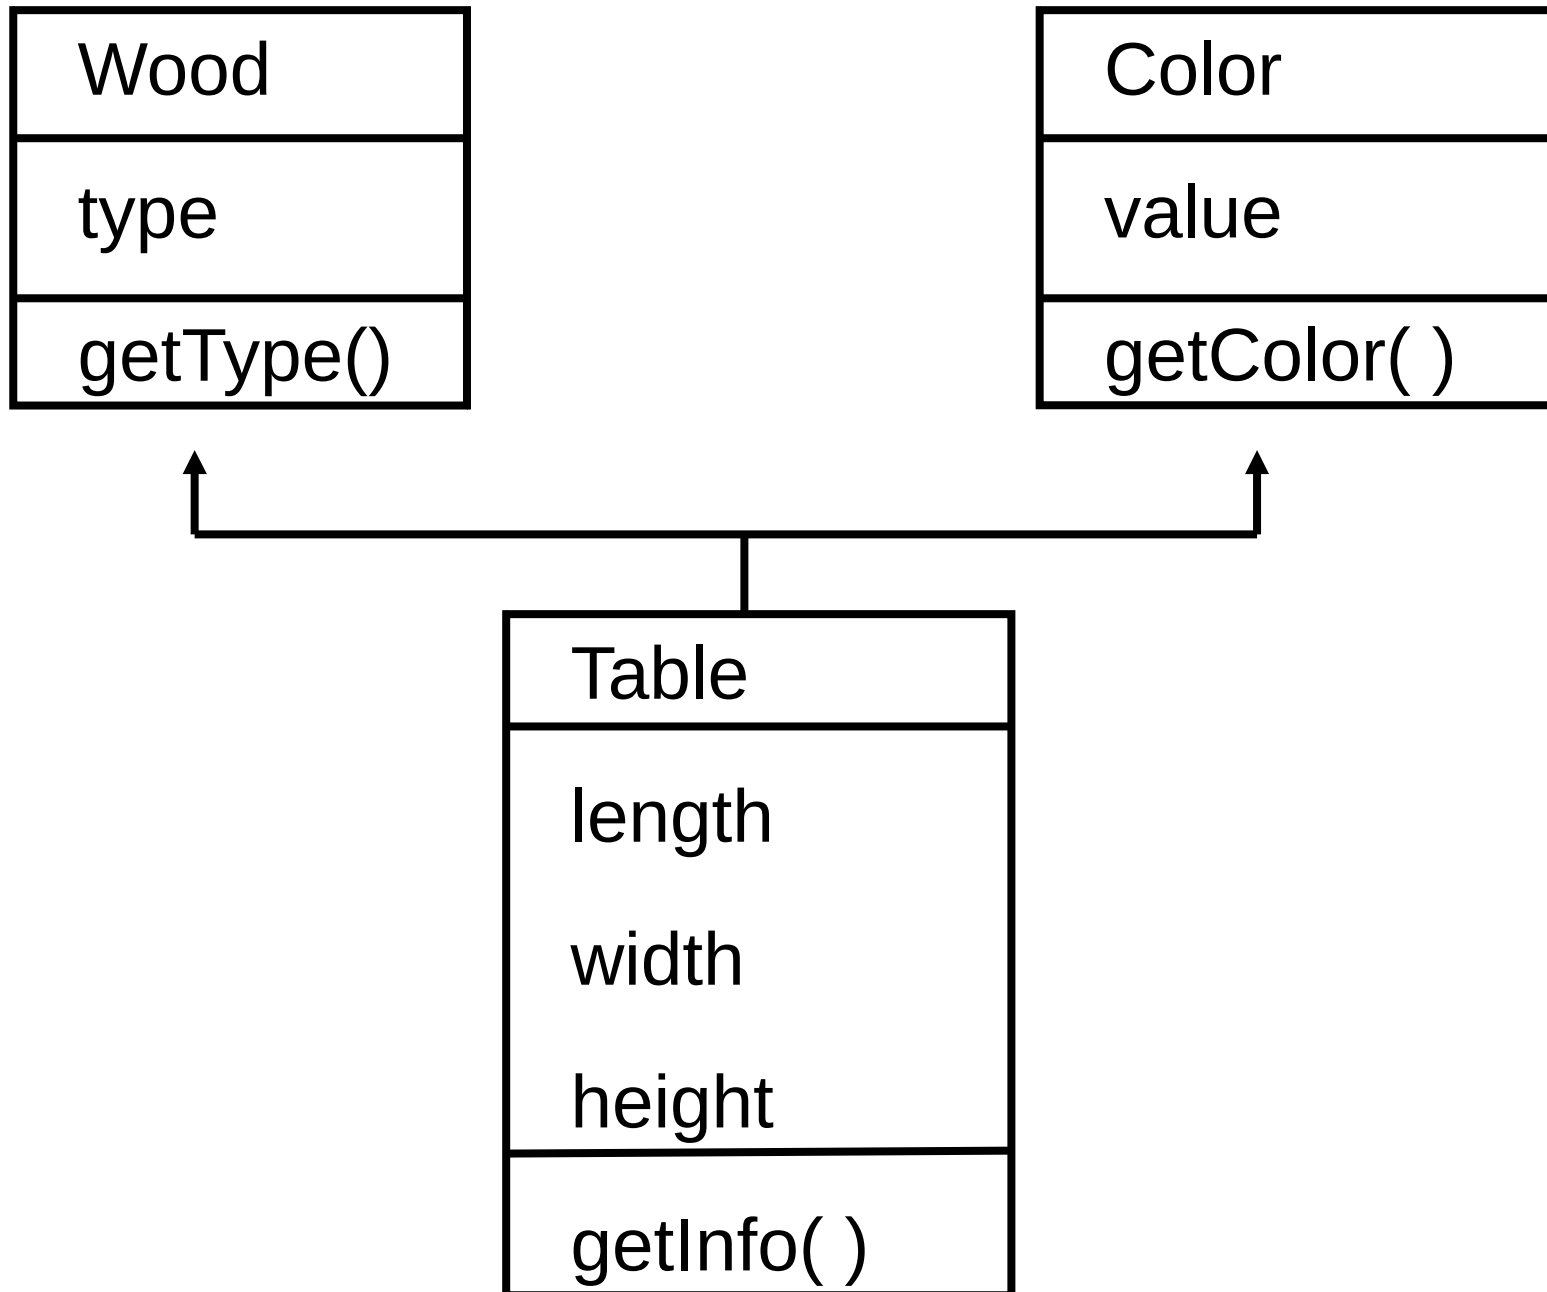 Wood
type
getType()
Color
value
getColor( )
Table
length
width
height
getInfo( )